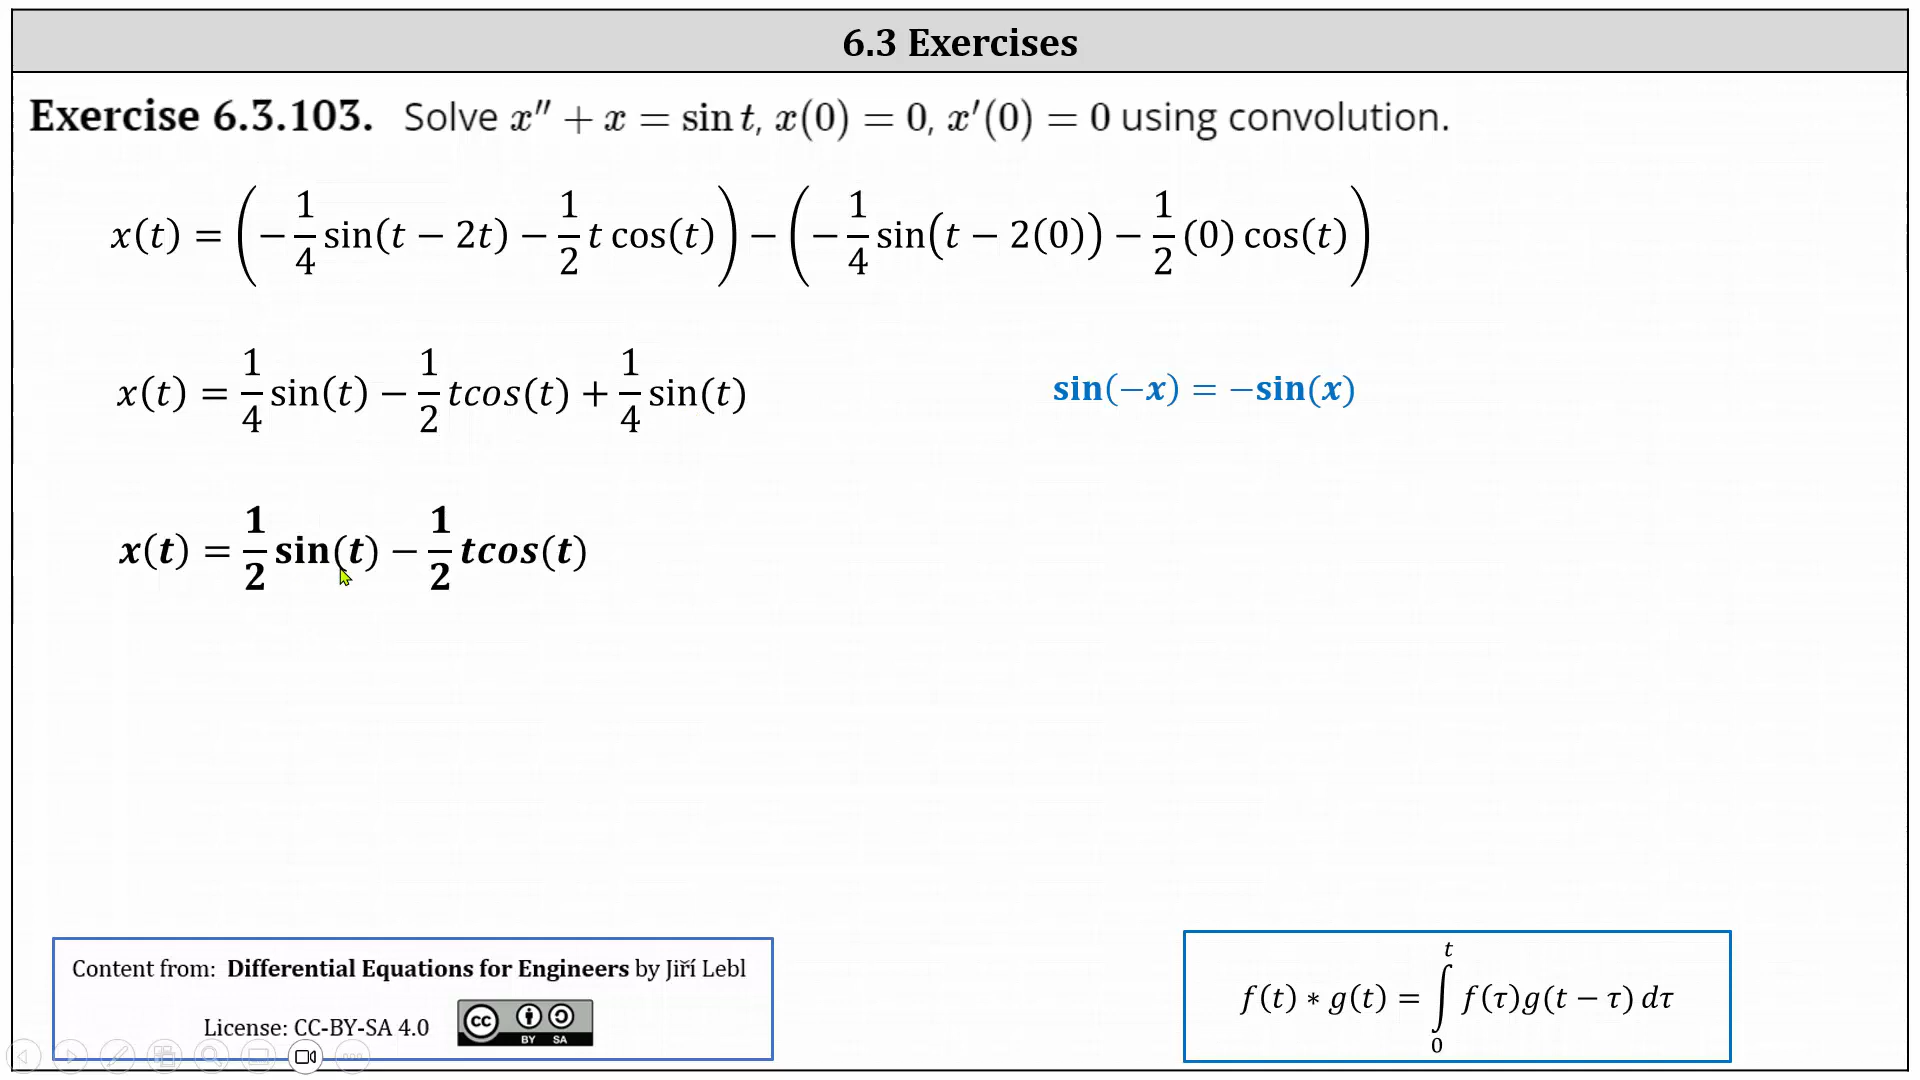 6.3 Exercises
Exercise 6.3.103. Solve x″ + x = sin t, x(0) = 0, x′(0) = 0 using convolution.
x(t) = (−1/4 sin(t − 2t) − 1/2 t cos(t)) − (−1/4 sin(t − 2(0)) − 1/2 (0) cos(t))
x(t) = 1/4 sin(t) − 1/2 tcos(t) + 1/4 sin(t)
sin(−x) = −sin(x)
x(t) = 1/2 sin(t) − 1/2 tcos(t)
Content from: Differential Equations for Engineers by Jiří Lebl
License: CC-BY-SA 4.0
cc BY SA
f(t) ∗ g(t) = ∫₀ᵗ f(τ)g(t − τ) dτ